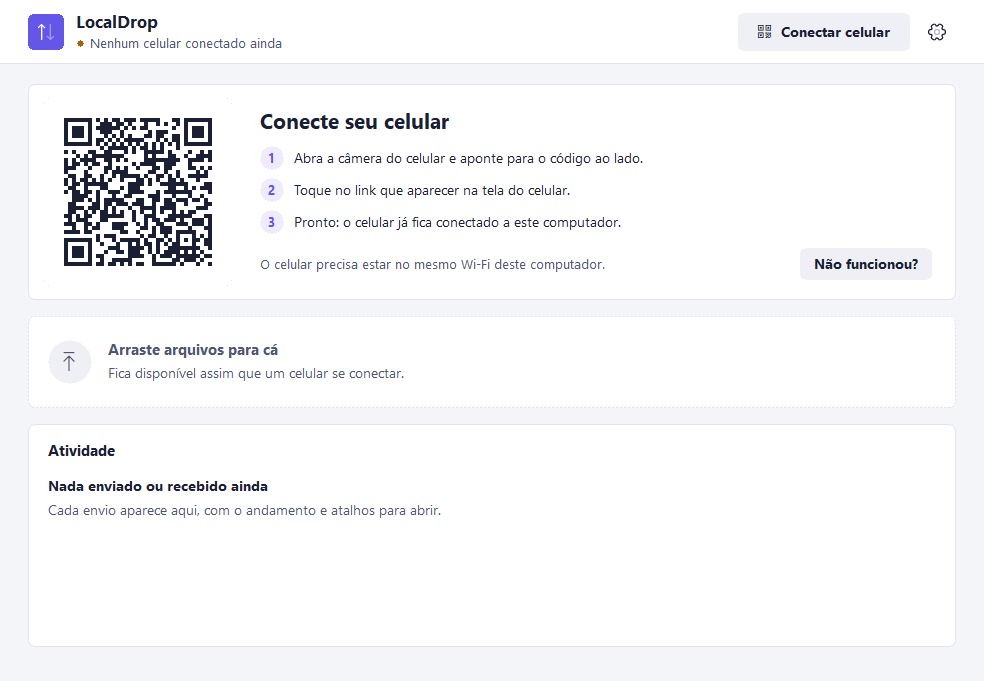 LocalDrop
Nenhum celular conectado ainda
Conectar celular
Conecte seu celular
1 Abra a câmera do celular e aponte para o código ao lado.
2 Toque no link que aparecer na tela do celular.
3 Pronto: o celular já fica conectado a este computador.
O celular precisa estar no mesmo Wi-Fi deste computador.
Não funcionou?
Arraste arquivos para cá
Fica disponível assim que um celular se conectar.
Atividade
Nada enviado ou recebido ainda
Cada envio aparece aqui, com o andamento e atalhos para abrir.